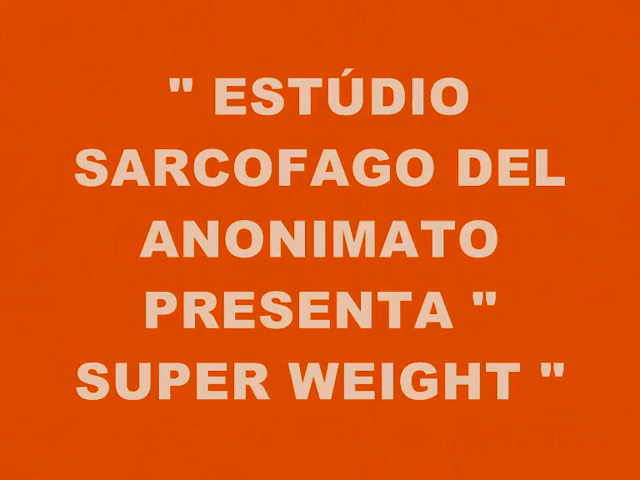 " ESTÚDIO
SARCOFAGO DEL
ANONIMATO
PRESENTA "
SUPER WEIGHT "